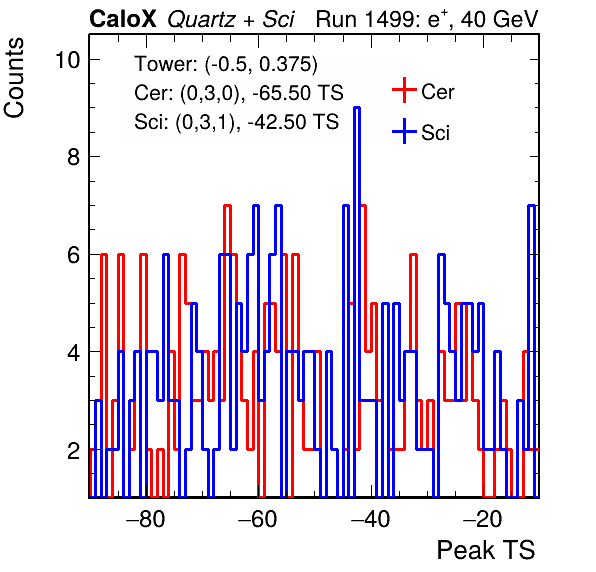 CaloX Quartz + Sci Run 1499: e⁺, 40 GeV
Counts
Tower: (-0.5, 0.375)
Cer: (0,3,0), -65.50 TS
Sci: (0,3,1), -42.50 TS
Cer
Sci
10
8
6
4
2
−80 −60 −40 −20
Peak TS